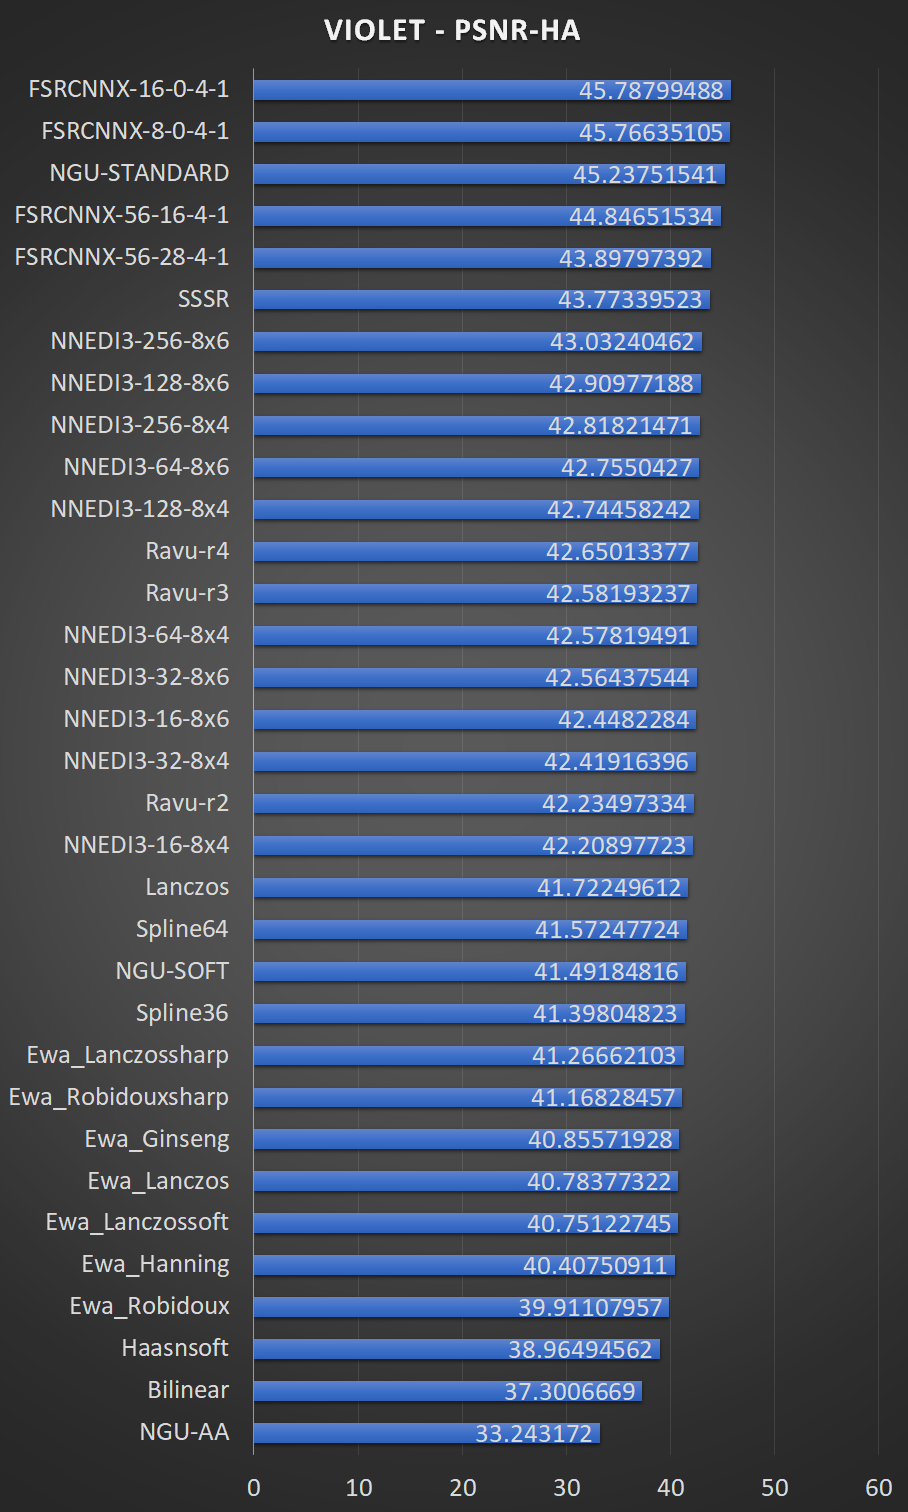 VIOLET - PSNR-HA
FSRCNNX-16-0-4-1 45.78799488
FSRCNNX-8-0-4-1 45.76635105
NGU-STANDARD 45.23751541
FSRCNNX-56-16-4-1 44.84651534
FSRCNNX-56-28-4-1 43.89797392
SSSR 43.77339523
NNEDI3-256-8x6 43.03240462
NNEDI3-128-8x6 42.90977188
NNEDI3-256-8x4 42.81821471
NNEDI3-64-8x6 42.7550427
NNEDI3-128-8x4 42.74458242
Ravu-r4 42.65013377
Ravu-r3 42.58193237
NNEDI3-64-8x4 42.57819491
NNEDI3-32-8x6 42.56437544
NNEDI3-16-8x6 42.4482284
NNEDI3-32-8x4 42.41916396
Ravu-r2 42.23497334
NNEDI3-16-8x4 42.20897723
Lanczos 41.72249612
Spline64 41.57247724
NGU-SOFT 41.49184816
Spline36 41.39804823
Ewa_Lanczossharp 41.26662103
Ewa_Robidouxsharp 41.16828457
Ewa_Ginseng 40.85571928
Ewa_Lanczos 40.78377322
Ewa_Lanczossoft 40.75122745
Ewa_Hanning 40.40750911
Ewa_Robidoux 39.91107957
Haasnsoft 38.96494562
Bilinear 37.3006669
NGU-AA 33.243172
0 10 20 30 40 50 60